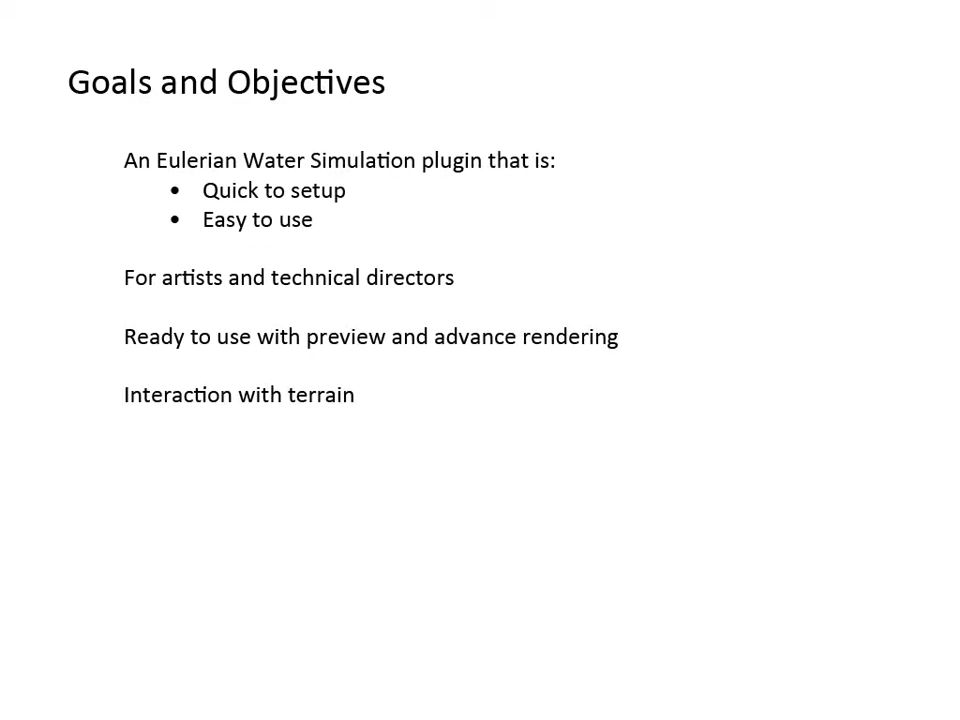 Goals and Objectives
An Eulerian Water Simulation plugin that is:
• Quick to setup
• Easy to use
For artists and technical directors
Ready to use with preview and advance rendering
Interaction with terrain